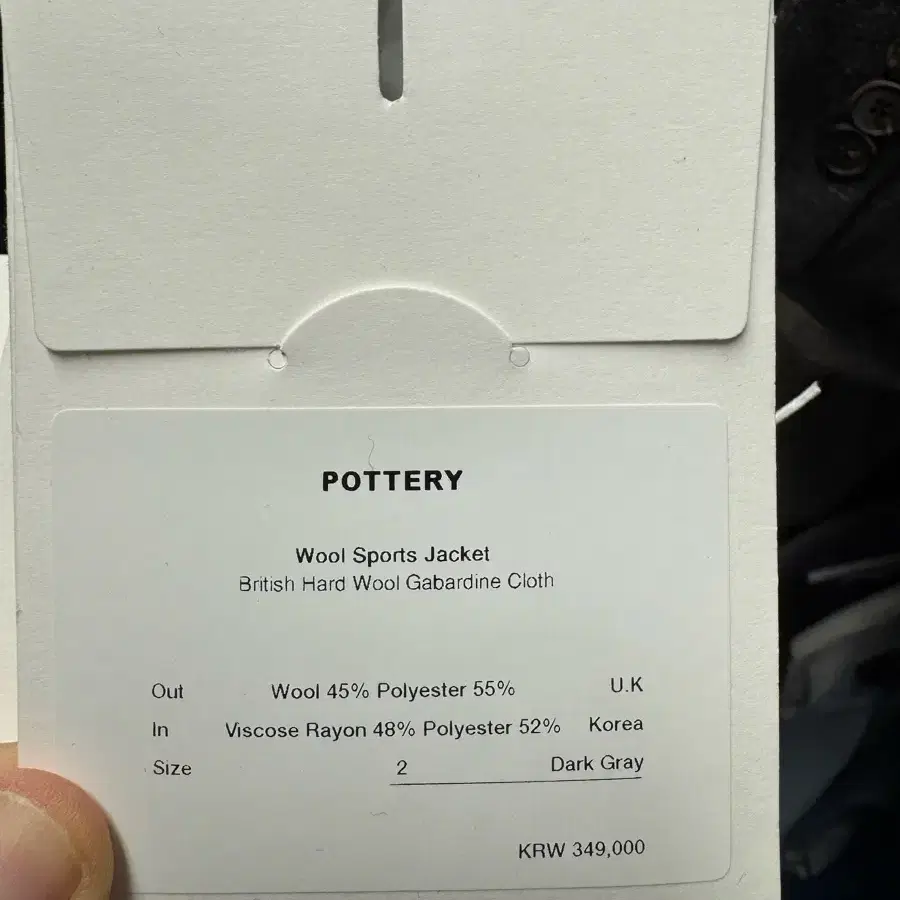 POTTERY
Wool Sports Jacket
British Hard Wool Gabardine Cloth
Out Wool 45% Polyester 55% U.K
In Viscose Rayon 48% Polyester 52% Korea
Size 2 Dark Gray
KRW 349,000